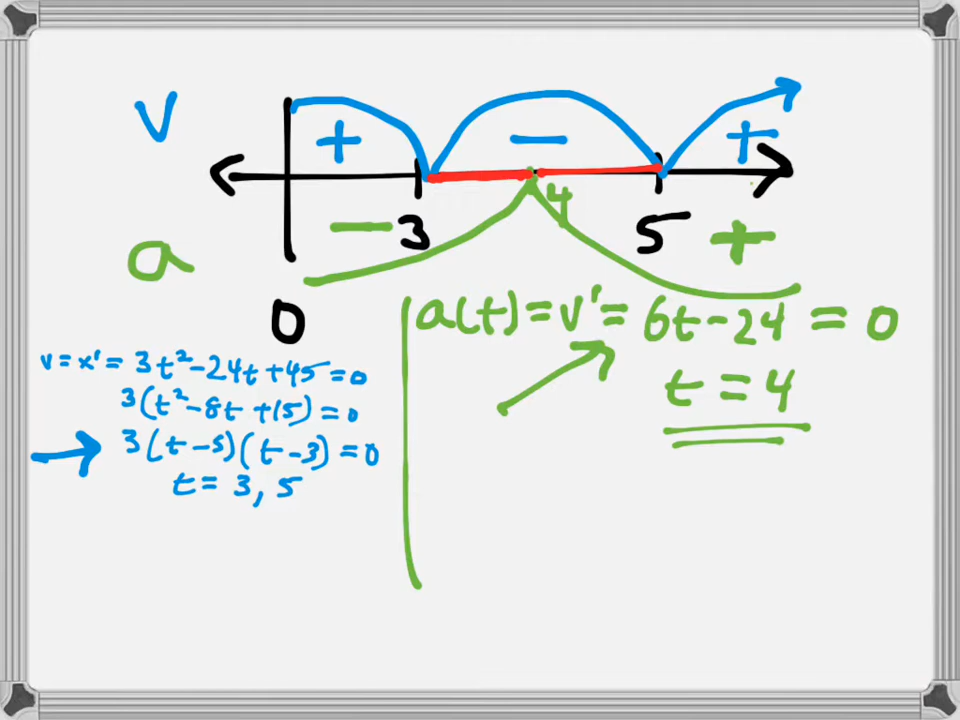 V
+ − +
4
− 3 5 +
a
0
a(t) = v' = 6t - 24 = 0
t = 4
v = x' = 3t² - 24t + 45 = 0
3(t² - 8t + 15) = 0
3(t - 5)(t - 3) = 0
t = 3, 5